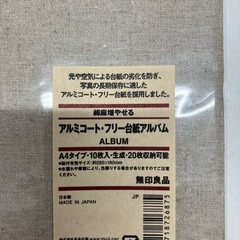 光や空気による台紙の劣化を防ぎ、
写真の長期保存に適した
アルミコート・フリー台紙を採用しました。
綿麻増やせる
アルミコート・フリー台紙アルバム
ALBUM
A4タイプ・10枚入・生成・20枚収納可能
日本製
MADE IN JAPAN
JP
無印良品